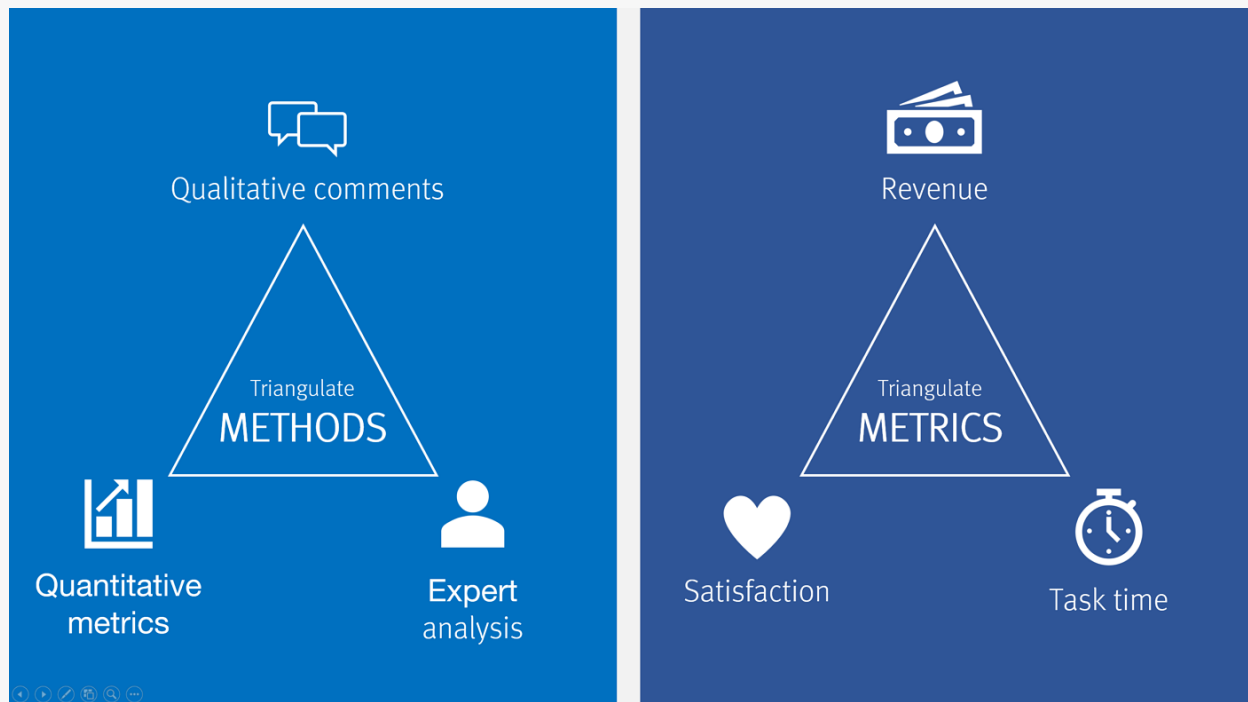 Qualitative comments
Triangulate
METHODS
Quantitative
metrics
Expert
analysis
Revenue
Triangulate
METRICS
Satisfaction
Task time